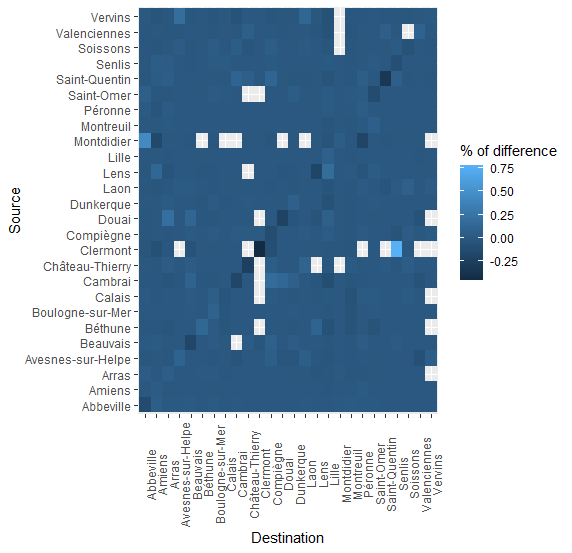 Vervins
Valenciennes
Soissons
Senlis
Saint-Quentin
Saint-Omer
Péronne
Montreuil
Montdidier
Lille
Lens
Laon
Dunkerque
Douai
Compiègne
Clermont
Château-Thierry
Cambrai
Calais
Boulogne-sur-Mer
Béthune
Beauvais
Avesnes-sur-Helpe
Arras
Amiens
Abbeville
Source
% of difference
0.75
0.50
0.25
0.00
-0.25
Abbeville
Amiens
Arras
Avesnes-sur-Helpe
Beauvais
Béthune
Boulogne-sur-Mer
Calais
Cambrai
Château-Thierry
Clermont
Compiègne
Douai
Dunkerque
Laon
Lens
Lille
Montdidier
Montreuil
Péronne
Saint-Omer
Saint-Quentin
Senlis
Soissons
Valenciennes
Vervins
Destination